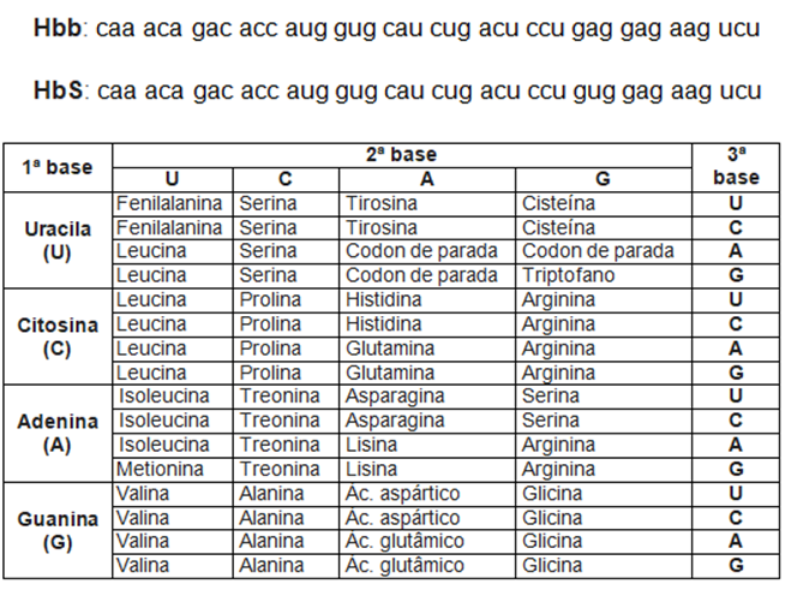 Hbb: caa aca gac acc aug gug cau cug acu ccu gag gag aag ucu
HbS: caa aca gac acc aug gug cau cug acu ccu gug gag aag ucu
1ª base 2ª base 3ª base
U C A G
Uracila (U) Fenilalanina Serina Tirosina Cisteína U
Fenilalanina Serina Tirosina Cisteína C
Leucina Serina Codon de parada Codon de parada A
Leucina Serina Codon de parada Triptofano G
Citosina (C) Leucina Prolina Histidina Arginina U
Leucina Prolina Histidina Arginina C
Leucina Prolina Glutamina Arginina A
Leucina Prolina Glutamina Arginina G
Adenina (A) Isoleucina Treonina Asparagina Serina U
Isoleucina Treonina Asparagina Serina C
Isoleucina Treonina Lisina Arginina A
Metionina Treonina Lisina Arginina G
Guanina (G) Valina Alanina Ác. aspártico Glicina U
Valina Alanina Ác. aspártico Glicina C
Valina Alanina Ác. glutâmico Glicina A
Valina Alanina Ác. glutâmico Glicina G